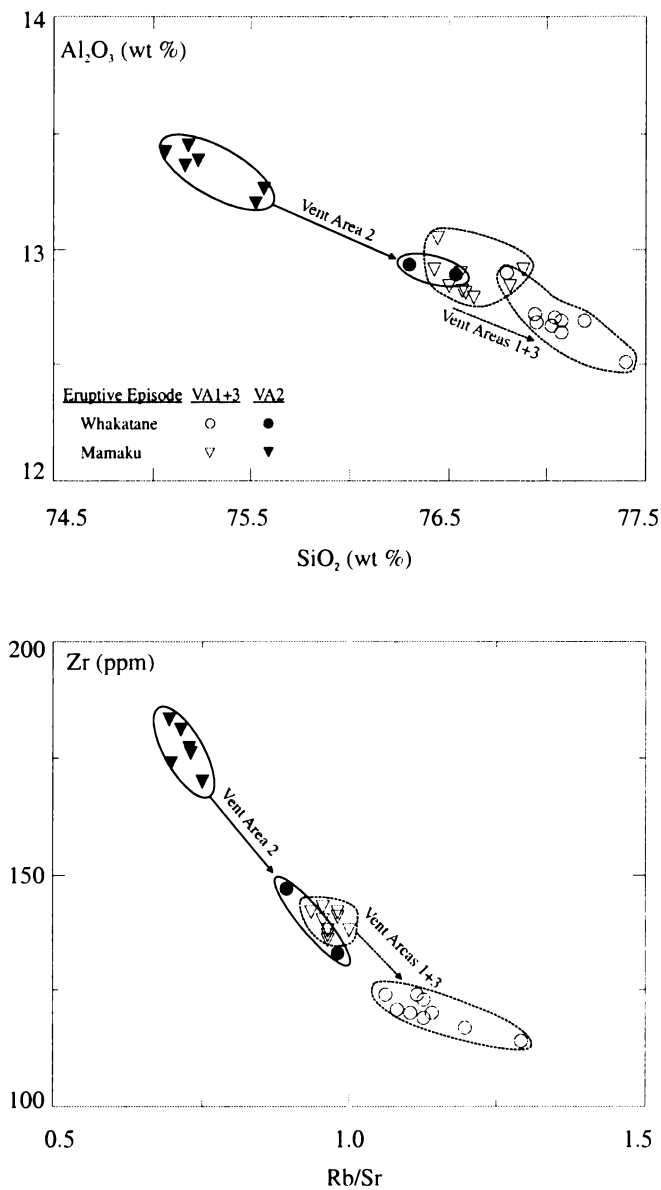 14
Al₂O₃ (wt %)
Vent Area 2
13
Vent Areas 1+3
Eruptive Episode VA1+3 VA2
Whakatane
Mamaku
12
74.5 75.5 76.5 77.5
SiO₂ (wt %)
200
Zr (ppm)
Vent Area 2
150
Vent Areas 1+3
100
0.5 1.0 1.5
Rb/Sr